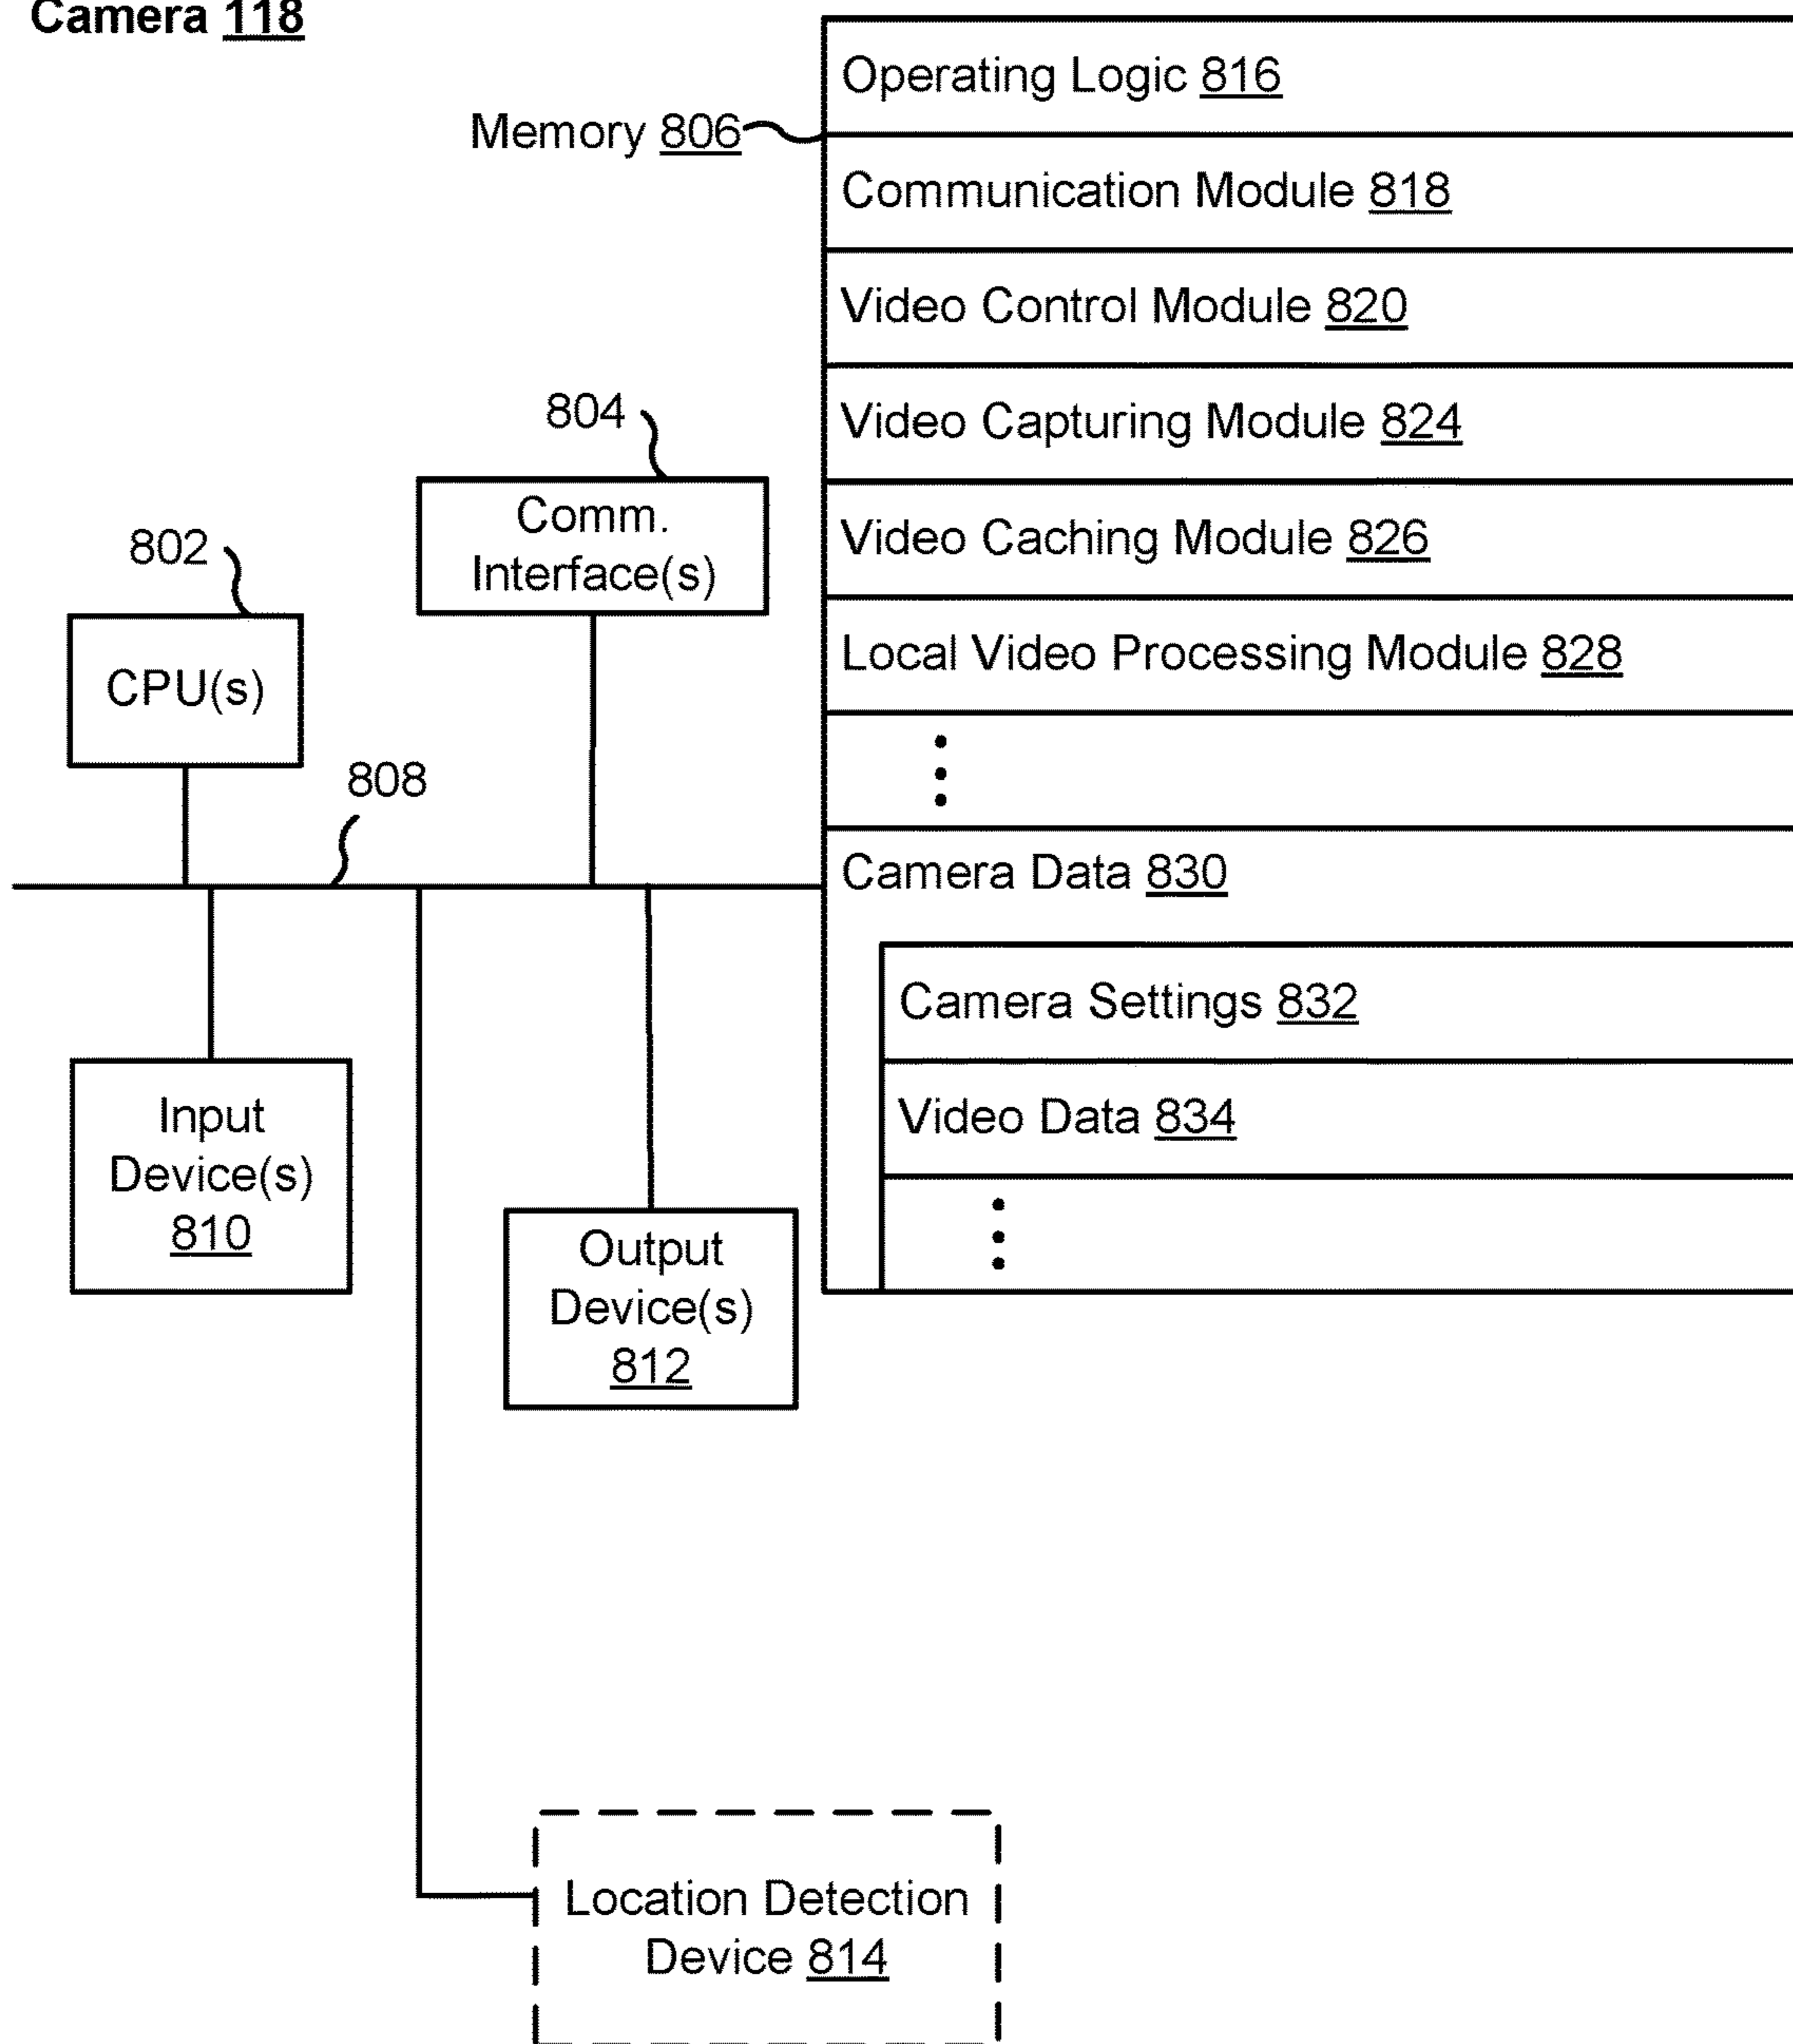 Camera 118
Operating Logic 816
Memory 806
Communication Module 818
Video Control Module 820
804
Video Capturing Module 824
Comm.
Interface(s)
802
Video Caching Module 826
CPU(s)
Local Video Processing Module 828
808
Camera Data 830
Camera Settings 832
Input
Device(s)
810
Video Data 834
Output
Device(s)
812
Location Detection
Device 814